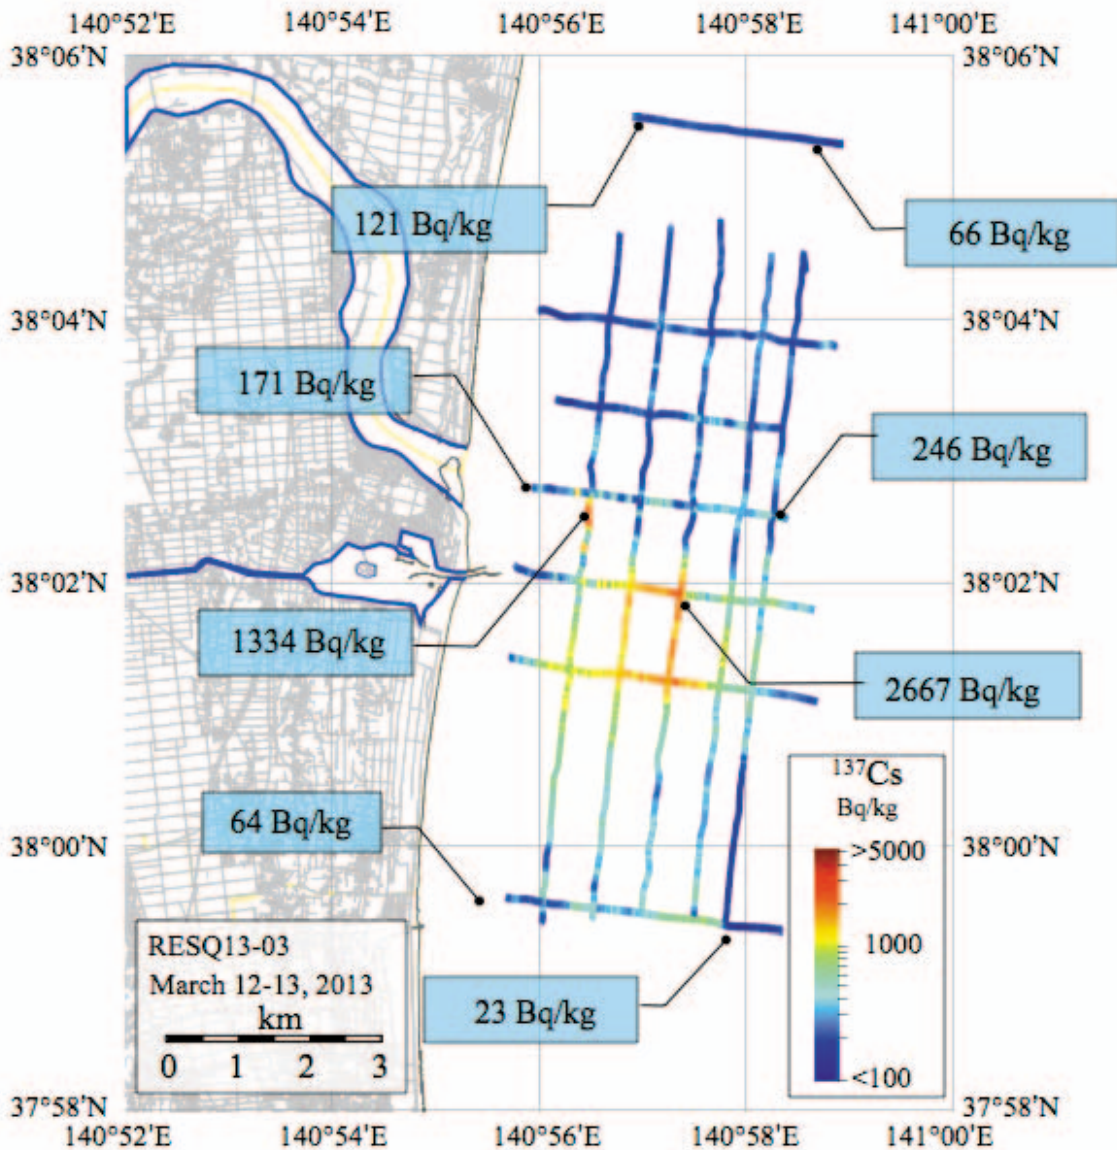 140°52'E 140°54'E 140°56'E 140°58'E 141°00'E
38°06'N 38°06'N
121 Bq/kg
66 Bq/kg
38°04'N 38°04'N
171 Bq/kg
246 Bq/kg
38°02'N 38°02'N
1334 Bq/kg
2667 Bq/kg
137Cs
Bq/kg
64 Bq/kg
38°00'N 38°00'N
>5000
1000
<100
RESQ13-03
March 12-13, 2013
km
0 1 2 3
23 Bq/kg
37°58'N 37°58'N
140°52'E 140°54'E 140°56'E 140°58'E 141°00'E